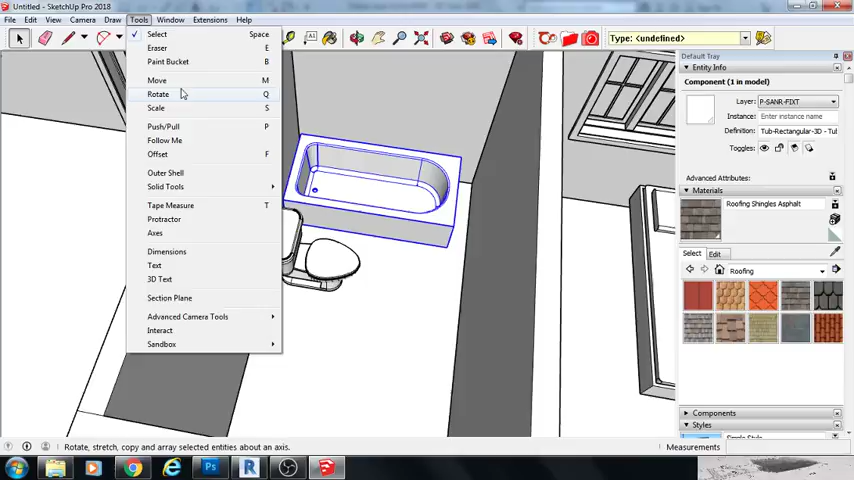 Untitled - SketchUp Pro 2018
File Edit View Camera Draw Tools Window Extensions Help
Select Space
Eraser E
Paint Bucket B
Move M
Rotate Q
Scale S
Push/Pull P
Follow Me
Offset F
Outer Shell
Solid Tools
Tape Measure T
Protractor
Axes
Dimensions
Text
3D Text
Section Plane
Advanced Camera Tools
Interact
Sandbox
Type: <undefined>
Default Tray
Entity Info
Component (1 in model)
Layer: P-SANR-FIXT
Instance: Enter instance name
Definition: Tub-Rectangular-3D - Tul
Toggles:
Advanced Attributes:
Materials
Roofing Shingles Asphalt
Select Edit
Roofing
Components
Styles
Rotate, stretch, copy and array selected entities about an axis.
Measurements
Ps
R